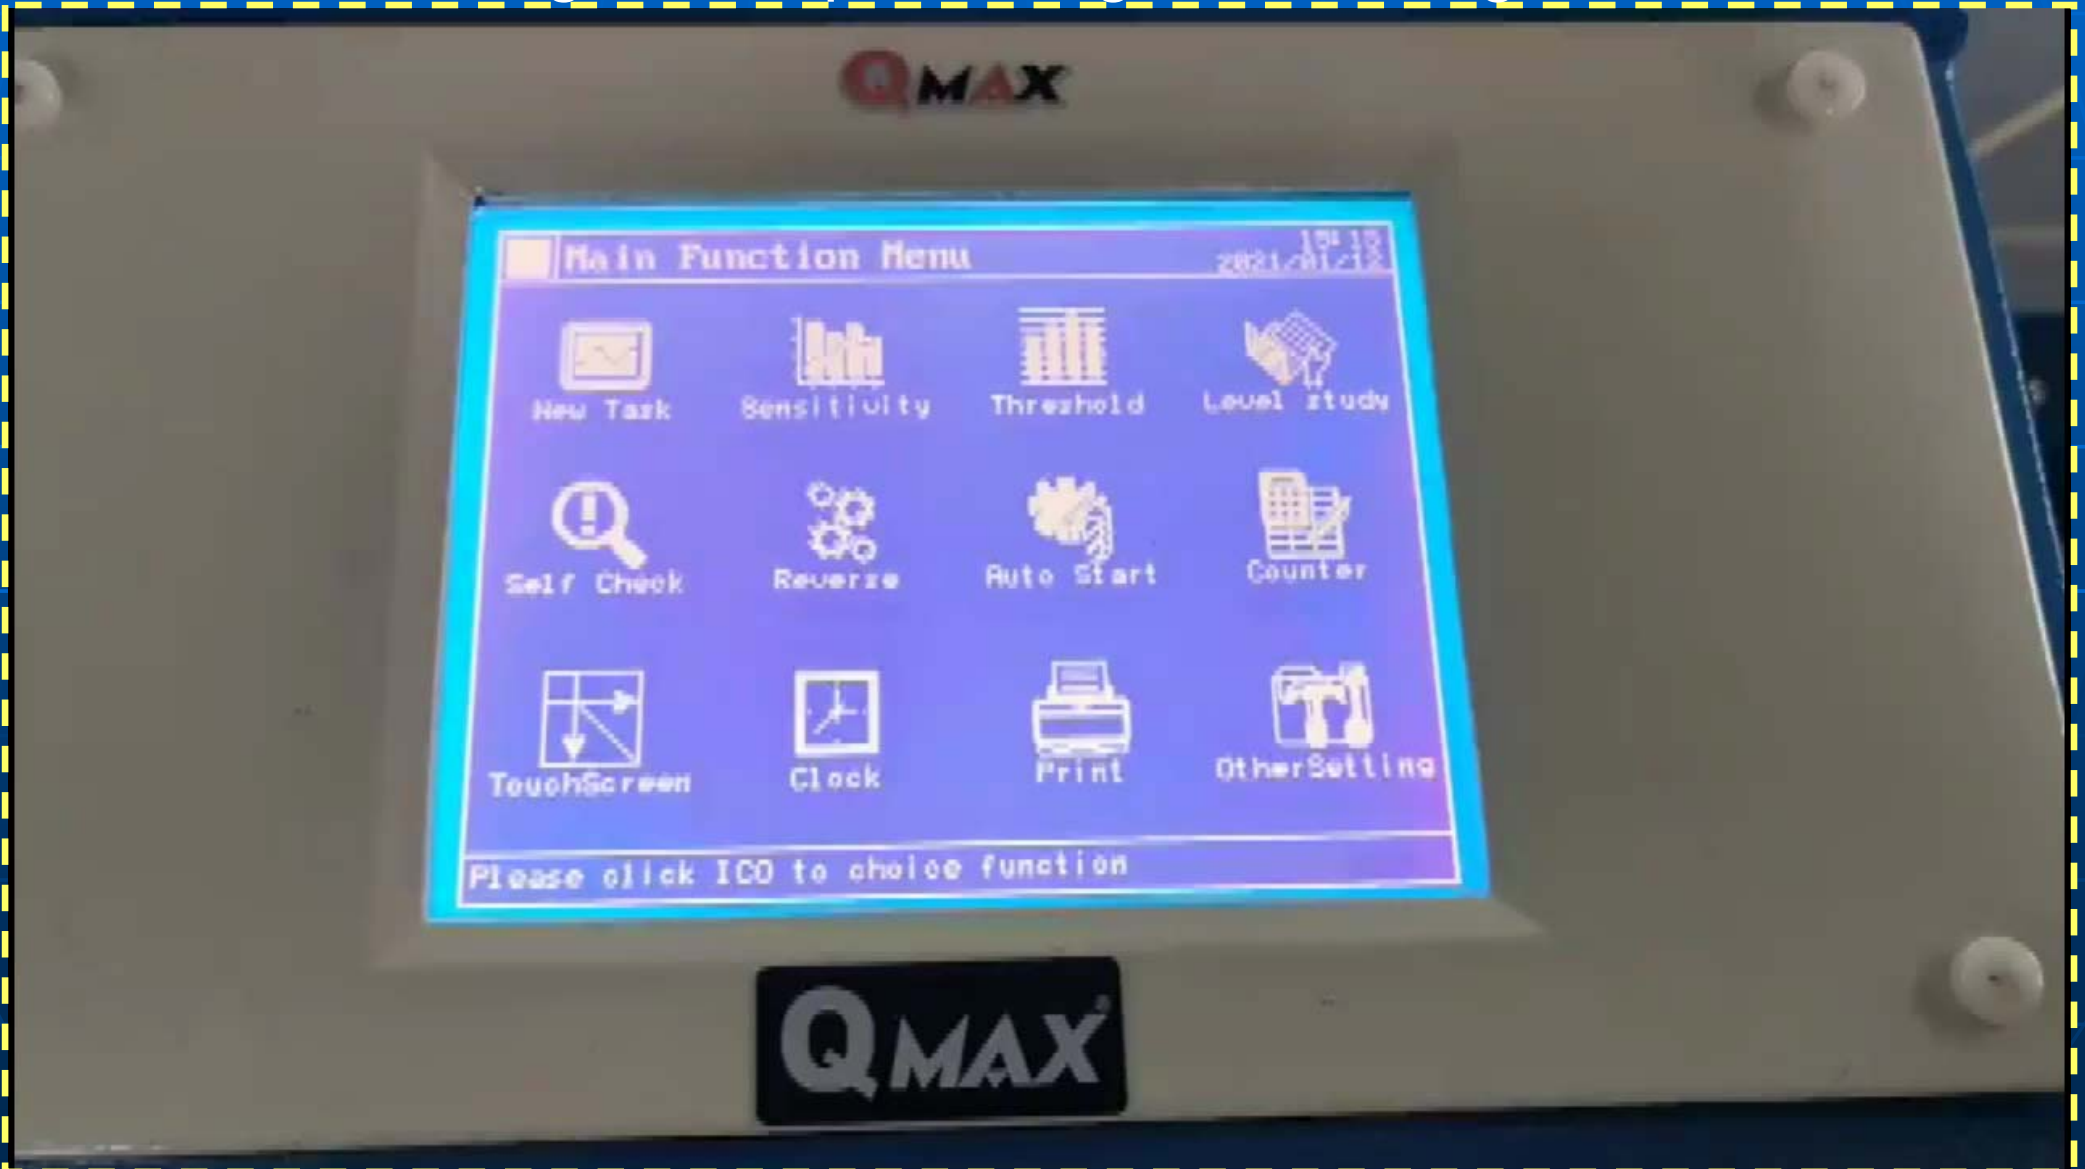 QMAX
Main Function Menu
New Task
Sensitivity
Threshold
Level study
Self Check
Reverse
Auto Start
Counter
TouchScreen
Clock
Print
OtherSetting
Please click ICO to choice function
QMAX